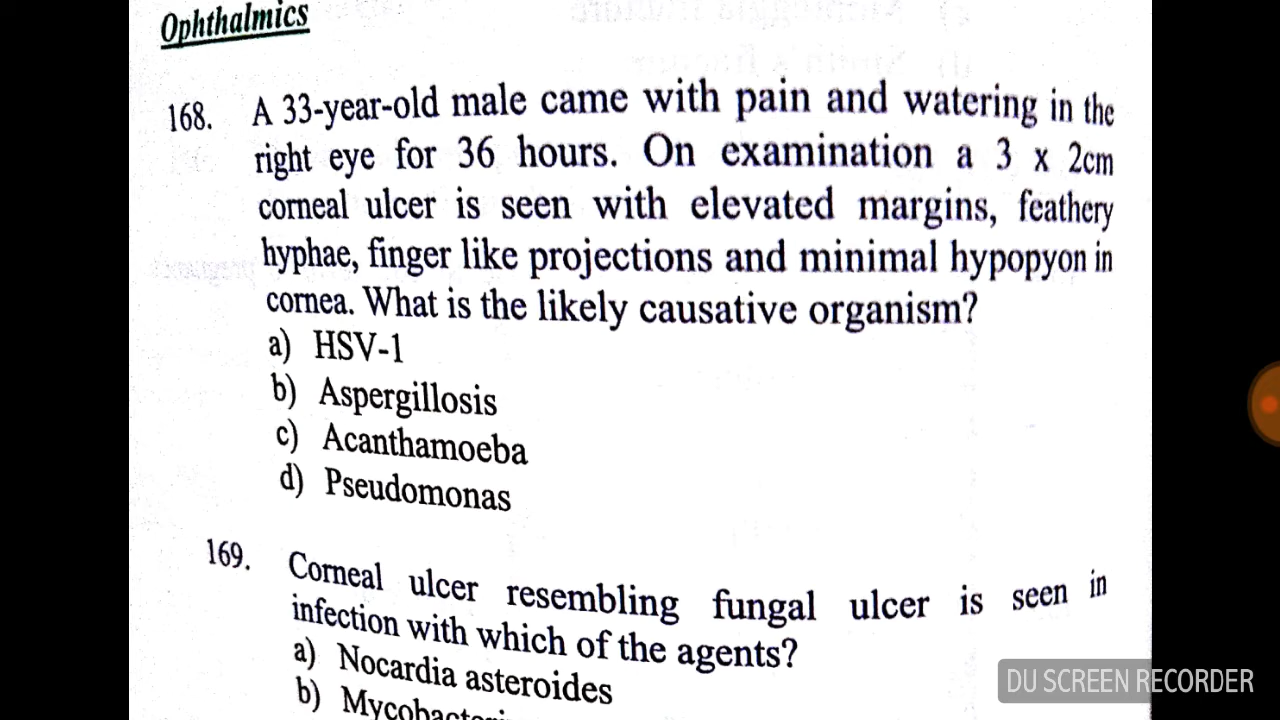 Ophthalmics
168. A 33-year-old male came with pain and watering in the
right eye for 36 hours. On examination a 3 x 2cm
corneal ulcer is seen with elevated margins, feathery
hyphae, finger like projections and minimal hypopyon in
cornea. What is the likely causative organism?
a) HSV-1
b) Aspergillosis
c) Acanthamoeba
d) Pseudomonas
169. Corneal ulcer resembling fungal ulcer is seen in
infection with which of the agents?
a) Nocardia asteroides
b)
DU SCREEN RECORDER